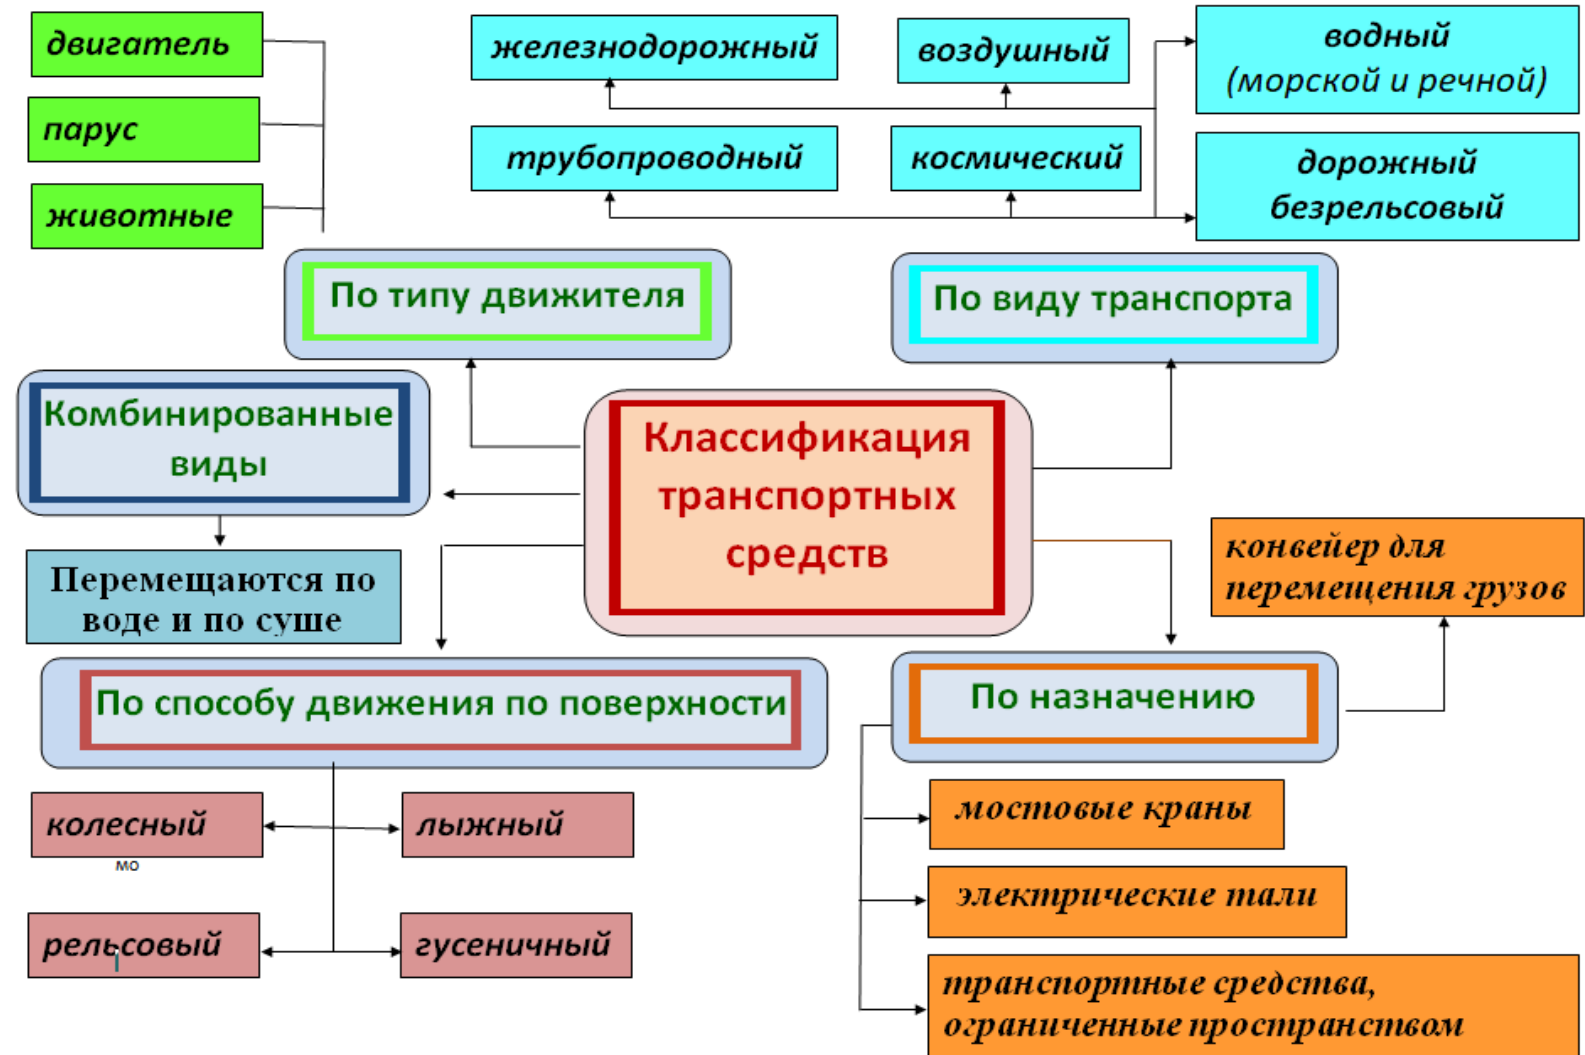 двигатель
парус
животные
железнодорожный
воздушный
водный
(морской и речной)
трубопроводный
космический
дорожный
безрельсовый
По типу движителя
По виду транспорта
Комбинированные
виды
Классификация
транспортных
средств
Перемещаются по
воде и по суше
конвейер для
перемещения грузов
По способу движения по поверхности
По назначению
колесный
мо
лыжный
рельсовый
гусеничный
мостовые краны
электрические тали
транспортные средства,
ограниченные пространством